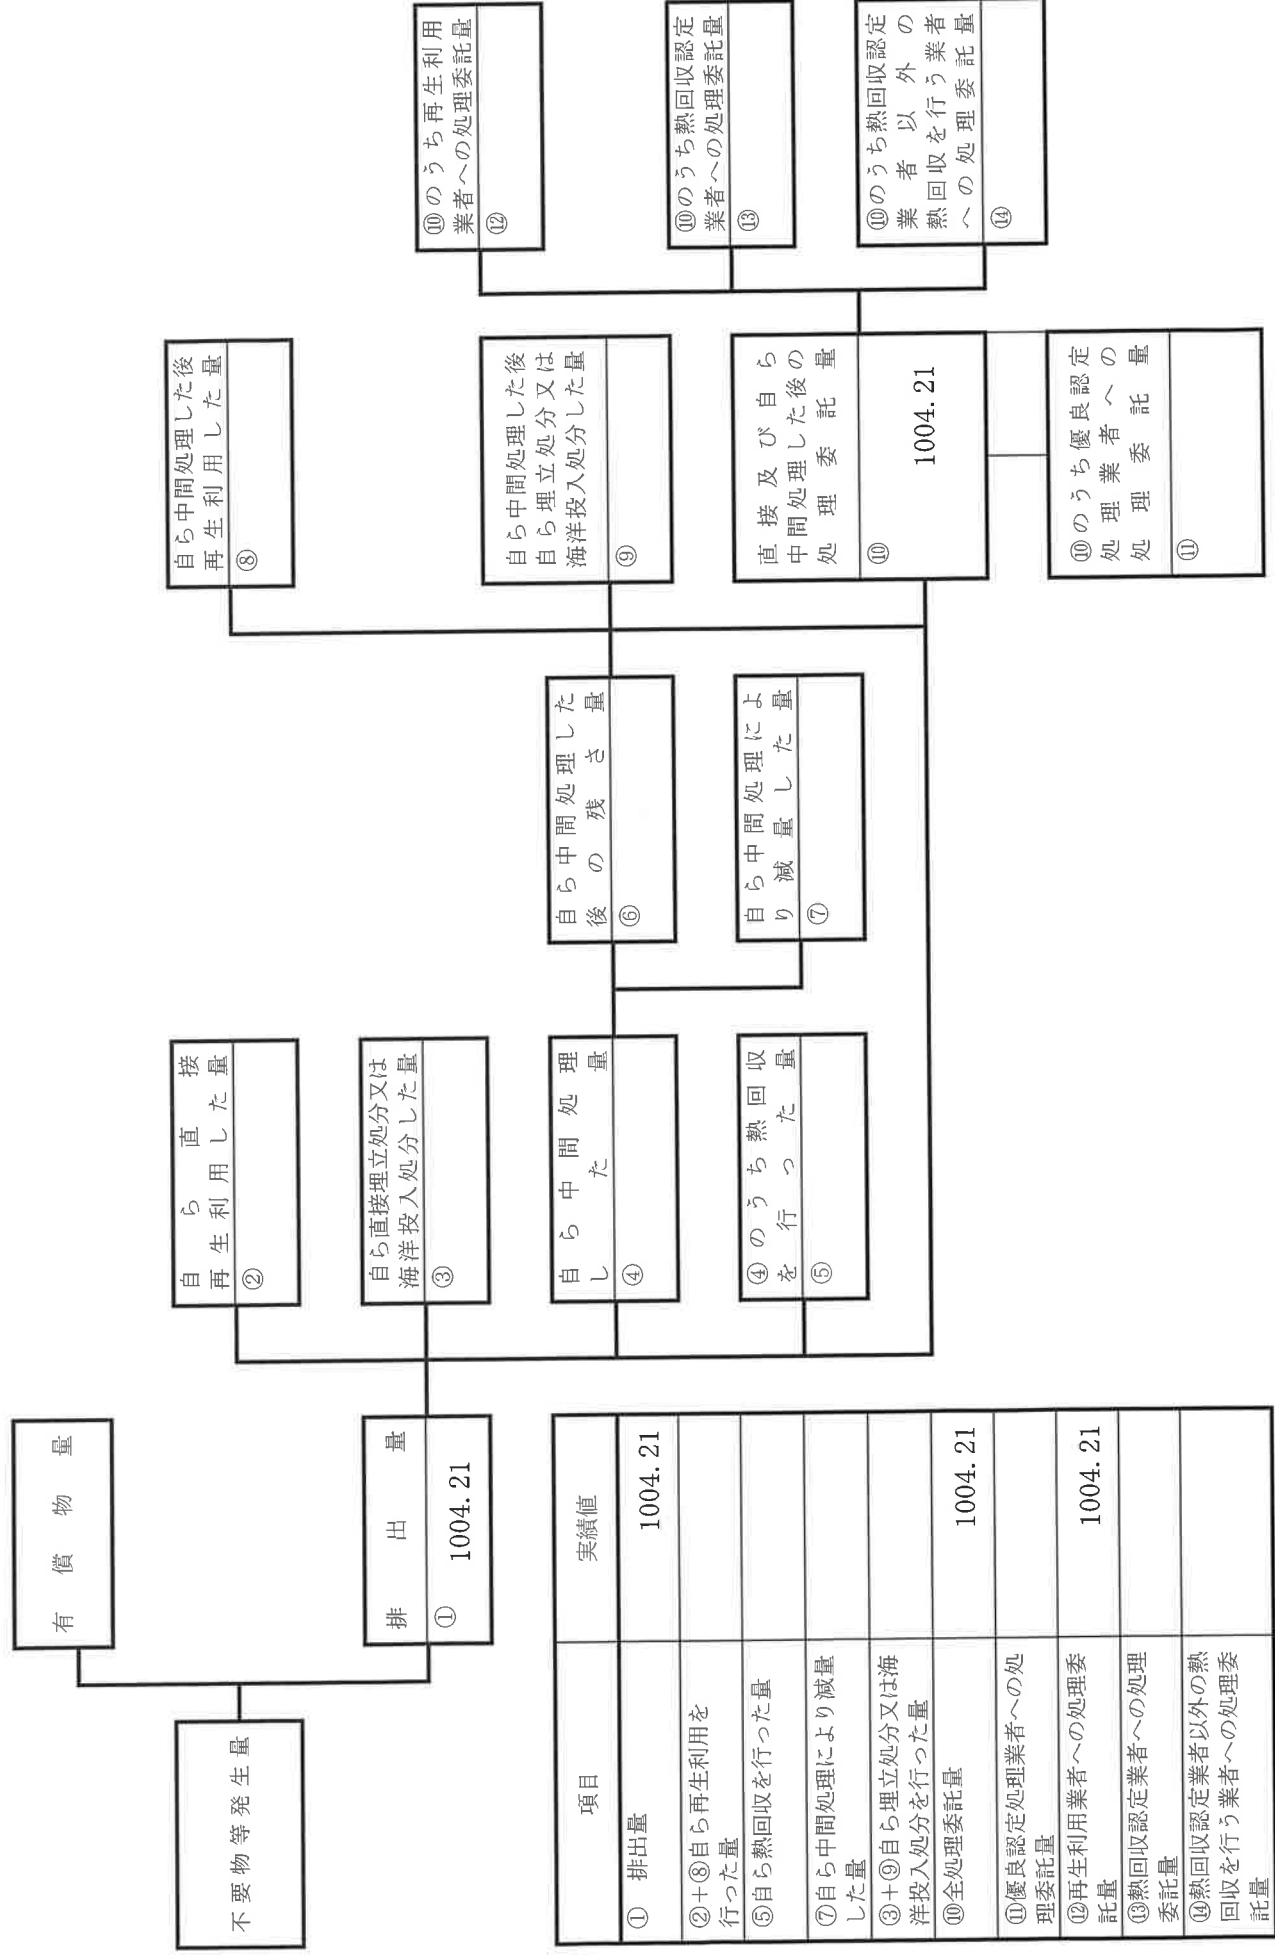 不要物等発生量
有償物量
排出量
① 1004.21
自ら直接
再生利用した量
②
自ら直接埋立処分又は
海洋投入処分した量
③
自ら中間処理
した量
④
④のうち熱回収
を行った量
⑤
自ら中間処理した
後の残さ量
⑥
自ら中間処理によ
り減量した量
⑦
自ら中間処理した後
再生利用した量
⑧
自ら中間処理した後
自ら埋立処分又は
海洋投入処分した量
⑨
直接及び自ら
中間処理した後の
処理委託量
⑩ 1004.21
⑩のうち優良認定
処理業者への
処理委託量
⑪
⑩のうち再生利用
業者への処理委託量
⑫
⑩のうち熱回収認定
業者への処理委託量
⑬
⑩のうち熱回収認定
業者以外の
熱回収を行う業者
への処理委託量
⑭
項目 実績値
① 排出量 1004.21
②+⑧自ら再生利用を
行った量
⑤自ら熱回収を行った量
⑦自ら中間処理により減量
した量
③+⑨自ら埋立処分又は海
洋投入処分を行った量
⑩全処理委託量 1004.21
⑪優良認定処理業者への処
理委託量
⑫再生利用業者への処理委
託量 1004.21
⑬熱回収認定業者への処理
委託量
⑭熱回収認定業者以外の熱
回収を行う業者への処理委
託量